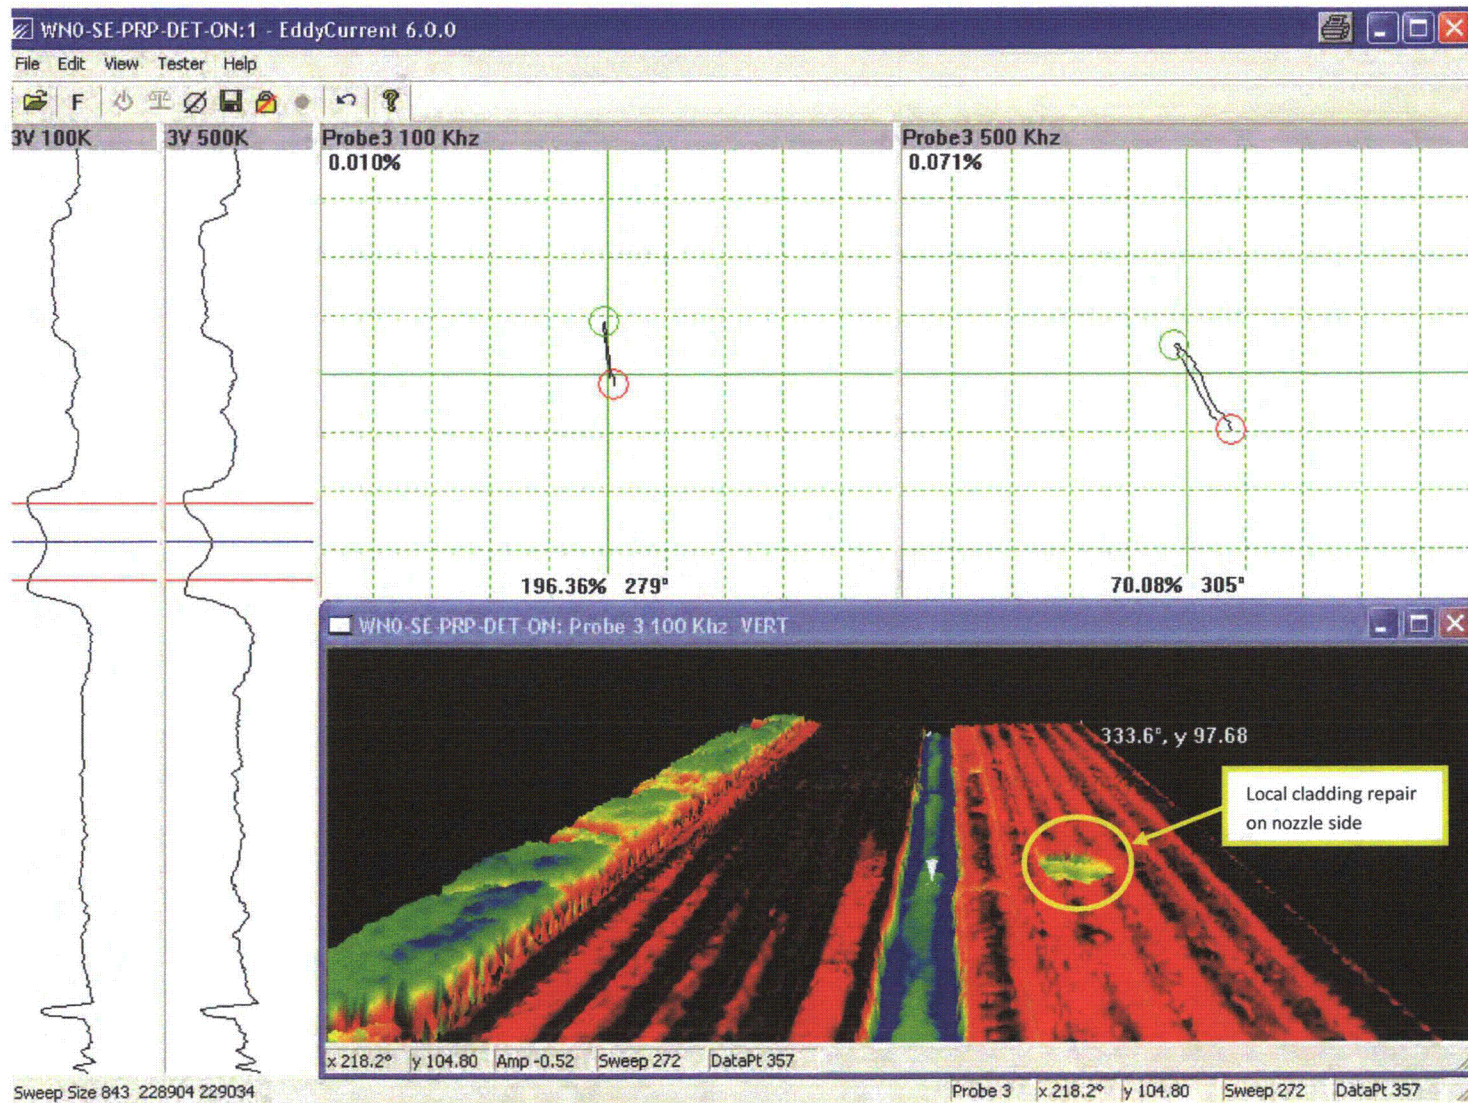 WN0-SE-PRP-DET-ON:1 - EddyCurrent 6.0.0
File Edit View Tester Help
F
3V 100K
3V 500K
Probe3 100 Khz
0.010%
Probe3 500 Khz
0.071%
196.36% 279°
70.08% 305°
WN0-SE-PRP-DET-ON: Probe 3 100 Khz VERT
333.6°, y 97.68
Local cladding repair
on nozzle side
x 218.2° y 104.80 Amp -0.52 Sweep 272 DataPt 357
Sweep Size 843 228904 229034 Probe 3 x 218.2° y 104.80 Sweep 272 DataPt 357